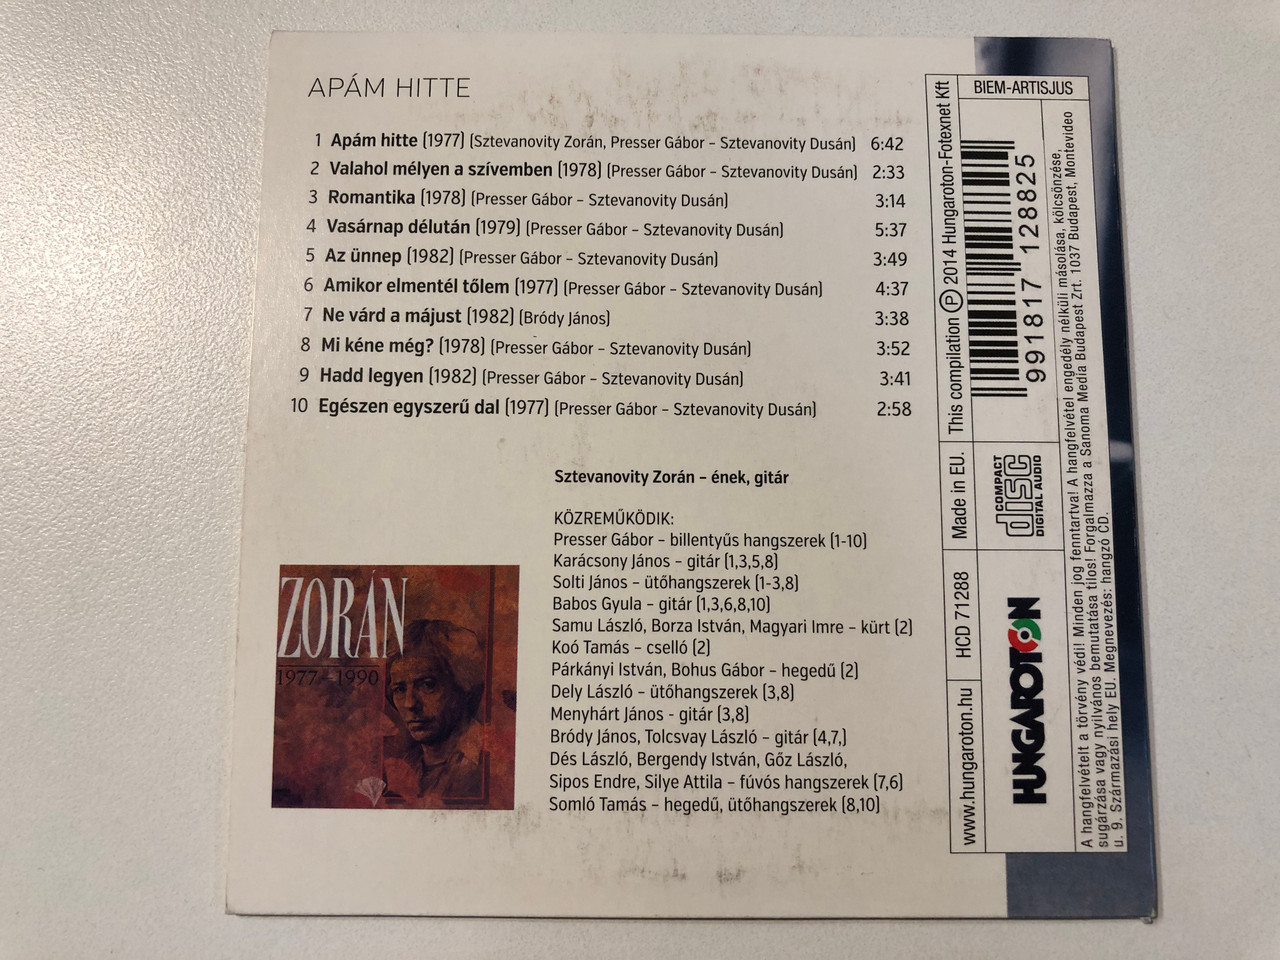 APÁM HITTE
1 Apám hitte (1977) (Sztevanovity Zorán, Presser Gábor – Sztevanovity Dusán) 6:42
2 Valahol mélyen a szívemben (1978) (Presser Gábor – Sztevanovity Dusán) 2:33
3 Romantika (1978) (Presser Gábor – Sztevanovity Dusán) 3:14
4 Vasárnap délután (1979) (Presser Gábor – Sztevanovity Dusán) 5:37
5 Az ünnep (1982) (Presser Gábor – Sztevanovity Dusán) 3:49
6 Amikor elmentél tőlem (1977) (Presser Gábor – Sztevanovity Dusán) 4:37
7 Ne várd a májust (1982) (Bródy János) 3:38
8 Mi kéne még? (1978) (Presser Gábor – Sztevanovity Dusán) 3:52
9 Hadd legyen (1982) (Presser Gábor – Sztevanovity Dusán) 3:41
10 Egészen egyszerű dal (1977) (Presser Gábor – Sztevanovity Dusán) 2:58
Sztevanovity Zorán – ének, gitár
KÖZREMŰKÖDIK:
Presser Gábor – billentyűs hangszerek (1-10)
Karácsony János – gitár (1,3,5,8)
Solti János – ütőhangszerek (1-3,8)
Babos Gyula – gitár (1,3,6,8,10)
Samu László, Borza István, Magyari Imre – kürt (2)
Koó Tamás – cselló (2)
Párkányi István, Bohus Gábor – hegedű (2)
Dely László – ütőhangszerek (3,8)
Menyhárt János - gitár (3,8)
Bródy János, Tolcsvay László – gitár (4,7,)
Dés László, Bergendy István, Gőz László,
Sipos Endre, Silye Attila – fúvós hangszerek (7,6)
Somló Tamás – hegedű, ütőhangszerek (8,10)
ZORÁN
1977–1990
BIEM-ARTISJUS
www.hungaroton.hu
HCD 71288
Made in EU.
This compilation Ⓟ 2014 Hungaroton-Fotexnet Kft
HUNGAROTON
COMPACT
disc
DIGITAL AUDIO
5 991817 128825
A hangfelvételt a törvény védi! Minden jog fenntartva! A hangfelvétel engedély nélküli másolása, kölcsönzése,
sugárzása vagy nyilvános bemutatása tilos! Forgalmazza a Sanoma Media Budapest Zrt. 1037 Budapest, Montevideo
u. 9. Származási hely EU. Megnevezés: hangzó CD.